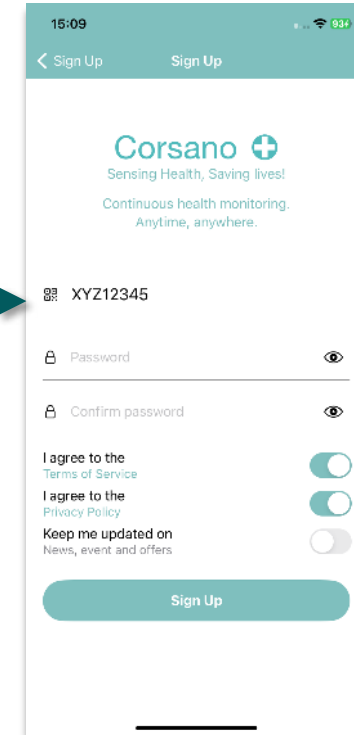 15:09
93
Sign Up
Sign Up
Corsano
Sensing Health, Saving lives!
Continuous health monitoring.
Anytime, anywhere.
XYZ12345
Password
Confirm password
I agree to the
Terms of Service
I agree to the
Privacy Policy
Keep me updated on
News, event and offers
Sign Up